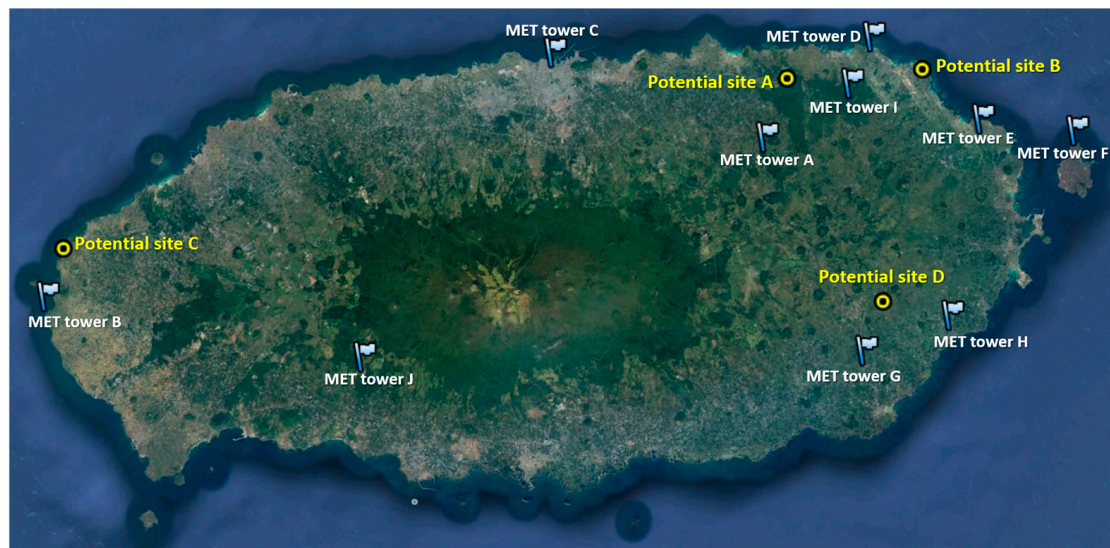 MET tower C
MET tower D
Potential site B
Potential site A
MET tower I
MET tower E
MET tower A
MET tower F
Potential site C
Potential site D
MET tower B
MET tower H
MET tower J
MET tower G